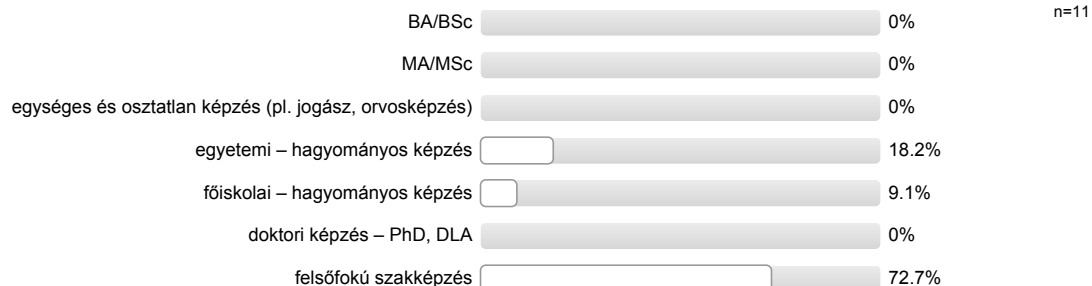 BA/BSc 0% n=11
MA/MSc 0%
egységes és osztatlan képzés (pl. jogász, orvosképzés) 0%
egyetemi – hagyományos képzés 18.2%
főiskolai – hagyományos képzés 9.1%
doktori képzés – PhD, DLA 0%
felsőfokú szakképzés 72.7%